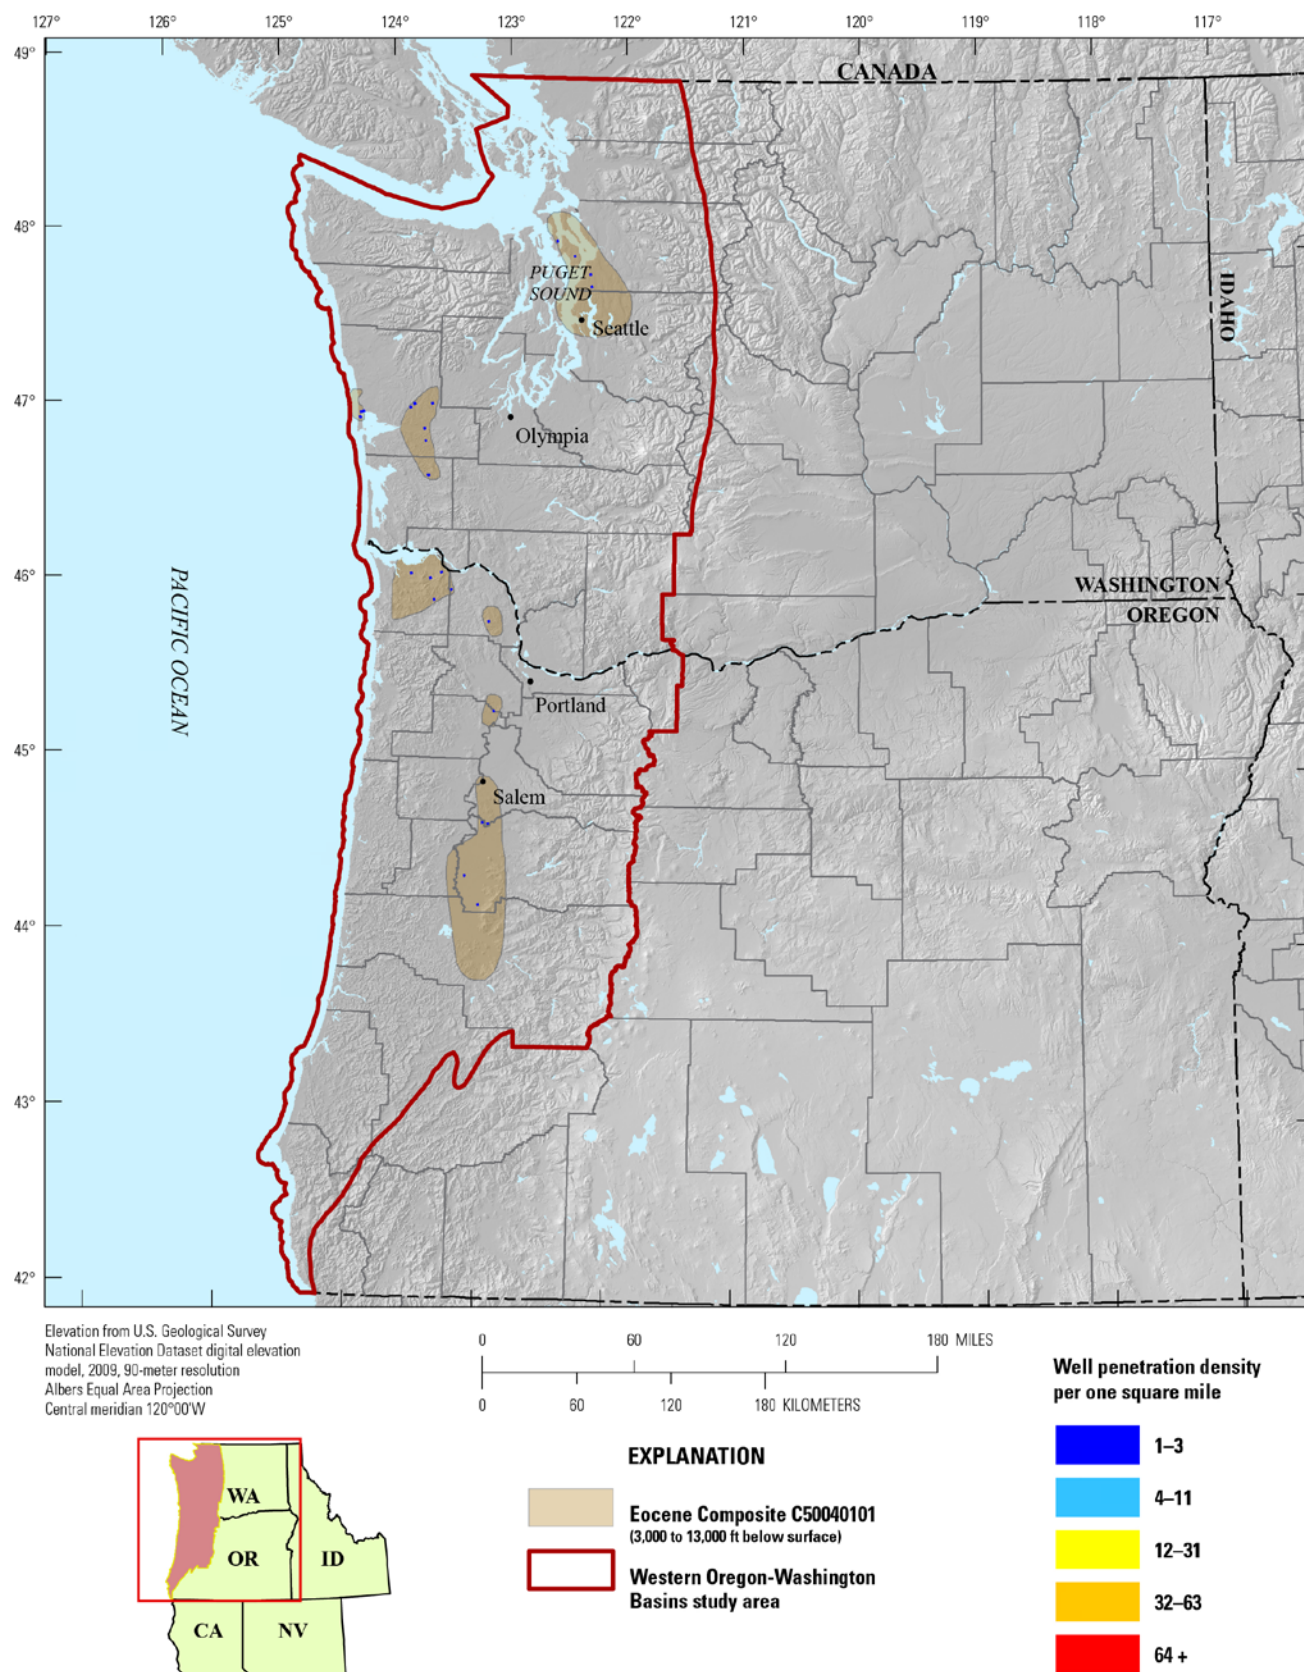 127° 126° 125° 124° 123° 122° 121° 120° 119° 118° 117°
49°
CANADA
48°
PUGET
SOUND
Seattle
IDAHO
47°
Olympia
46°
WASHINGTON
OREGON
PACIFIC OCEAN
Portland
45°
Salem
44°
43°
42°
Elevation from U.S. Geological Survey
National Elevation Dataset digital elevation
model, 2009, 90-meter resolution
Albers Equal Area Projection
Central meridian 120°00'W
0 60 120 180 MILES
0 60 120 180 KILOMETERS
WA
OR
ID
CA
NV
EXPLANATION
Eocene Composite C50040101
(3,000 to 13,000 ft below surface)
Western Oregon-Washington
Basins study area
Well penetration density
per one square mile
1–3
4–11
12–31
32–63
64 +